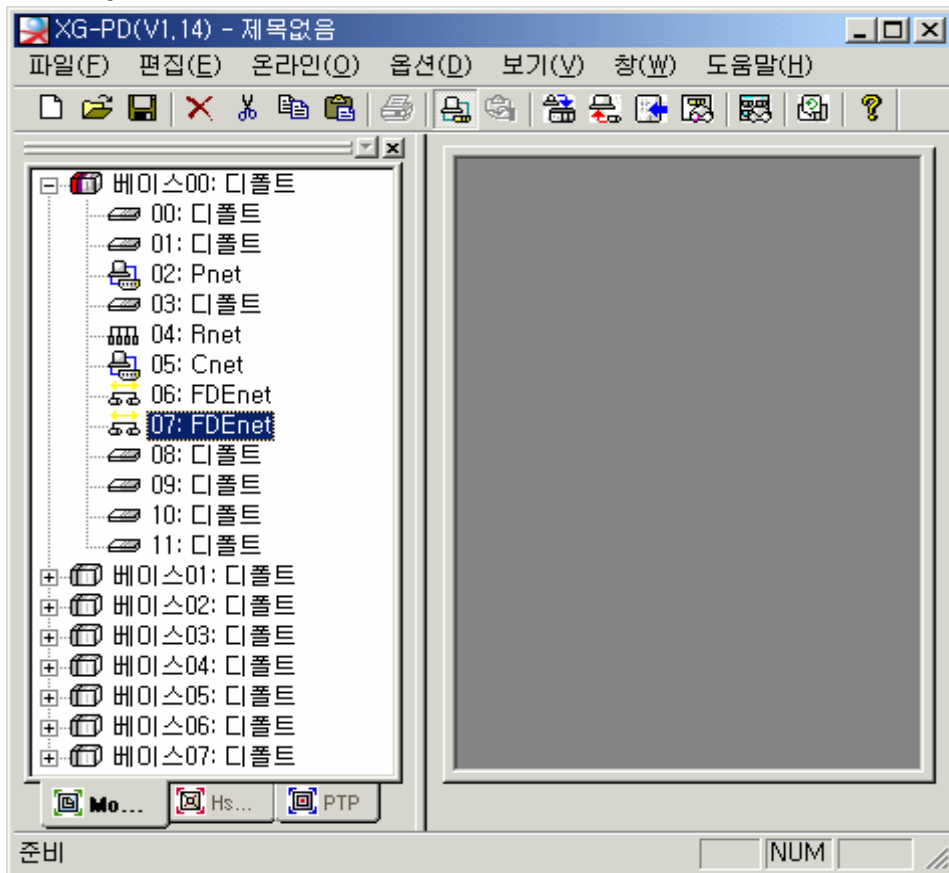 XG-PD(V1,14) - 제목없음
파일(F) 편집(E) 온라인(O) 옵션(D) 보기(V) 창(W) 도움말(H)
베이스00: 디폴트
00: 디폴트
01: 디폴트
02: Pnet
03: 디폴트
04: Rnet
05: Cnet
06: FDEnet
07: FDEnet
08: 디폴트
09: 디폴트
10: 디폴트
11: 디폴트
베이스01: 디폴트
베이스02: 디폴트
베이스03: 디폴트
베이스04: 디폴트
베이스05: 디폴트
베이스06: 디폴트
베이스07: 디폴트
Mo... Hs... PTP
준비 NUM